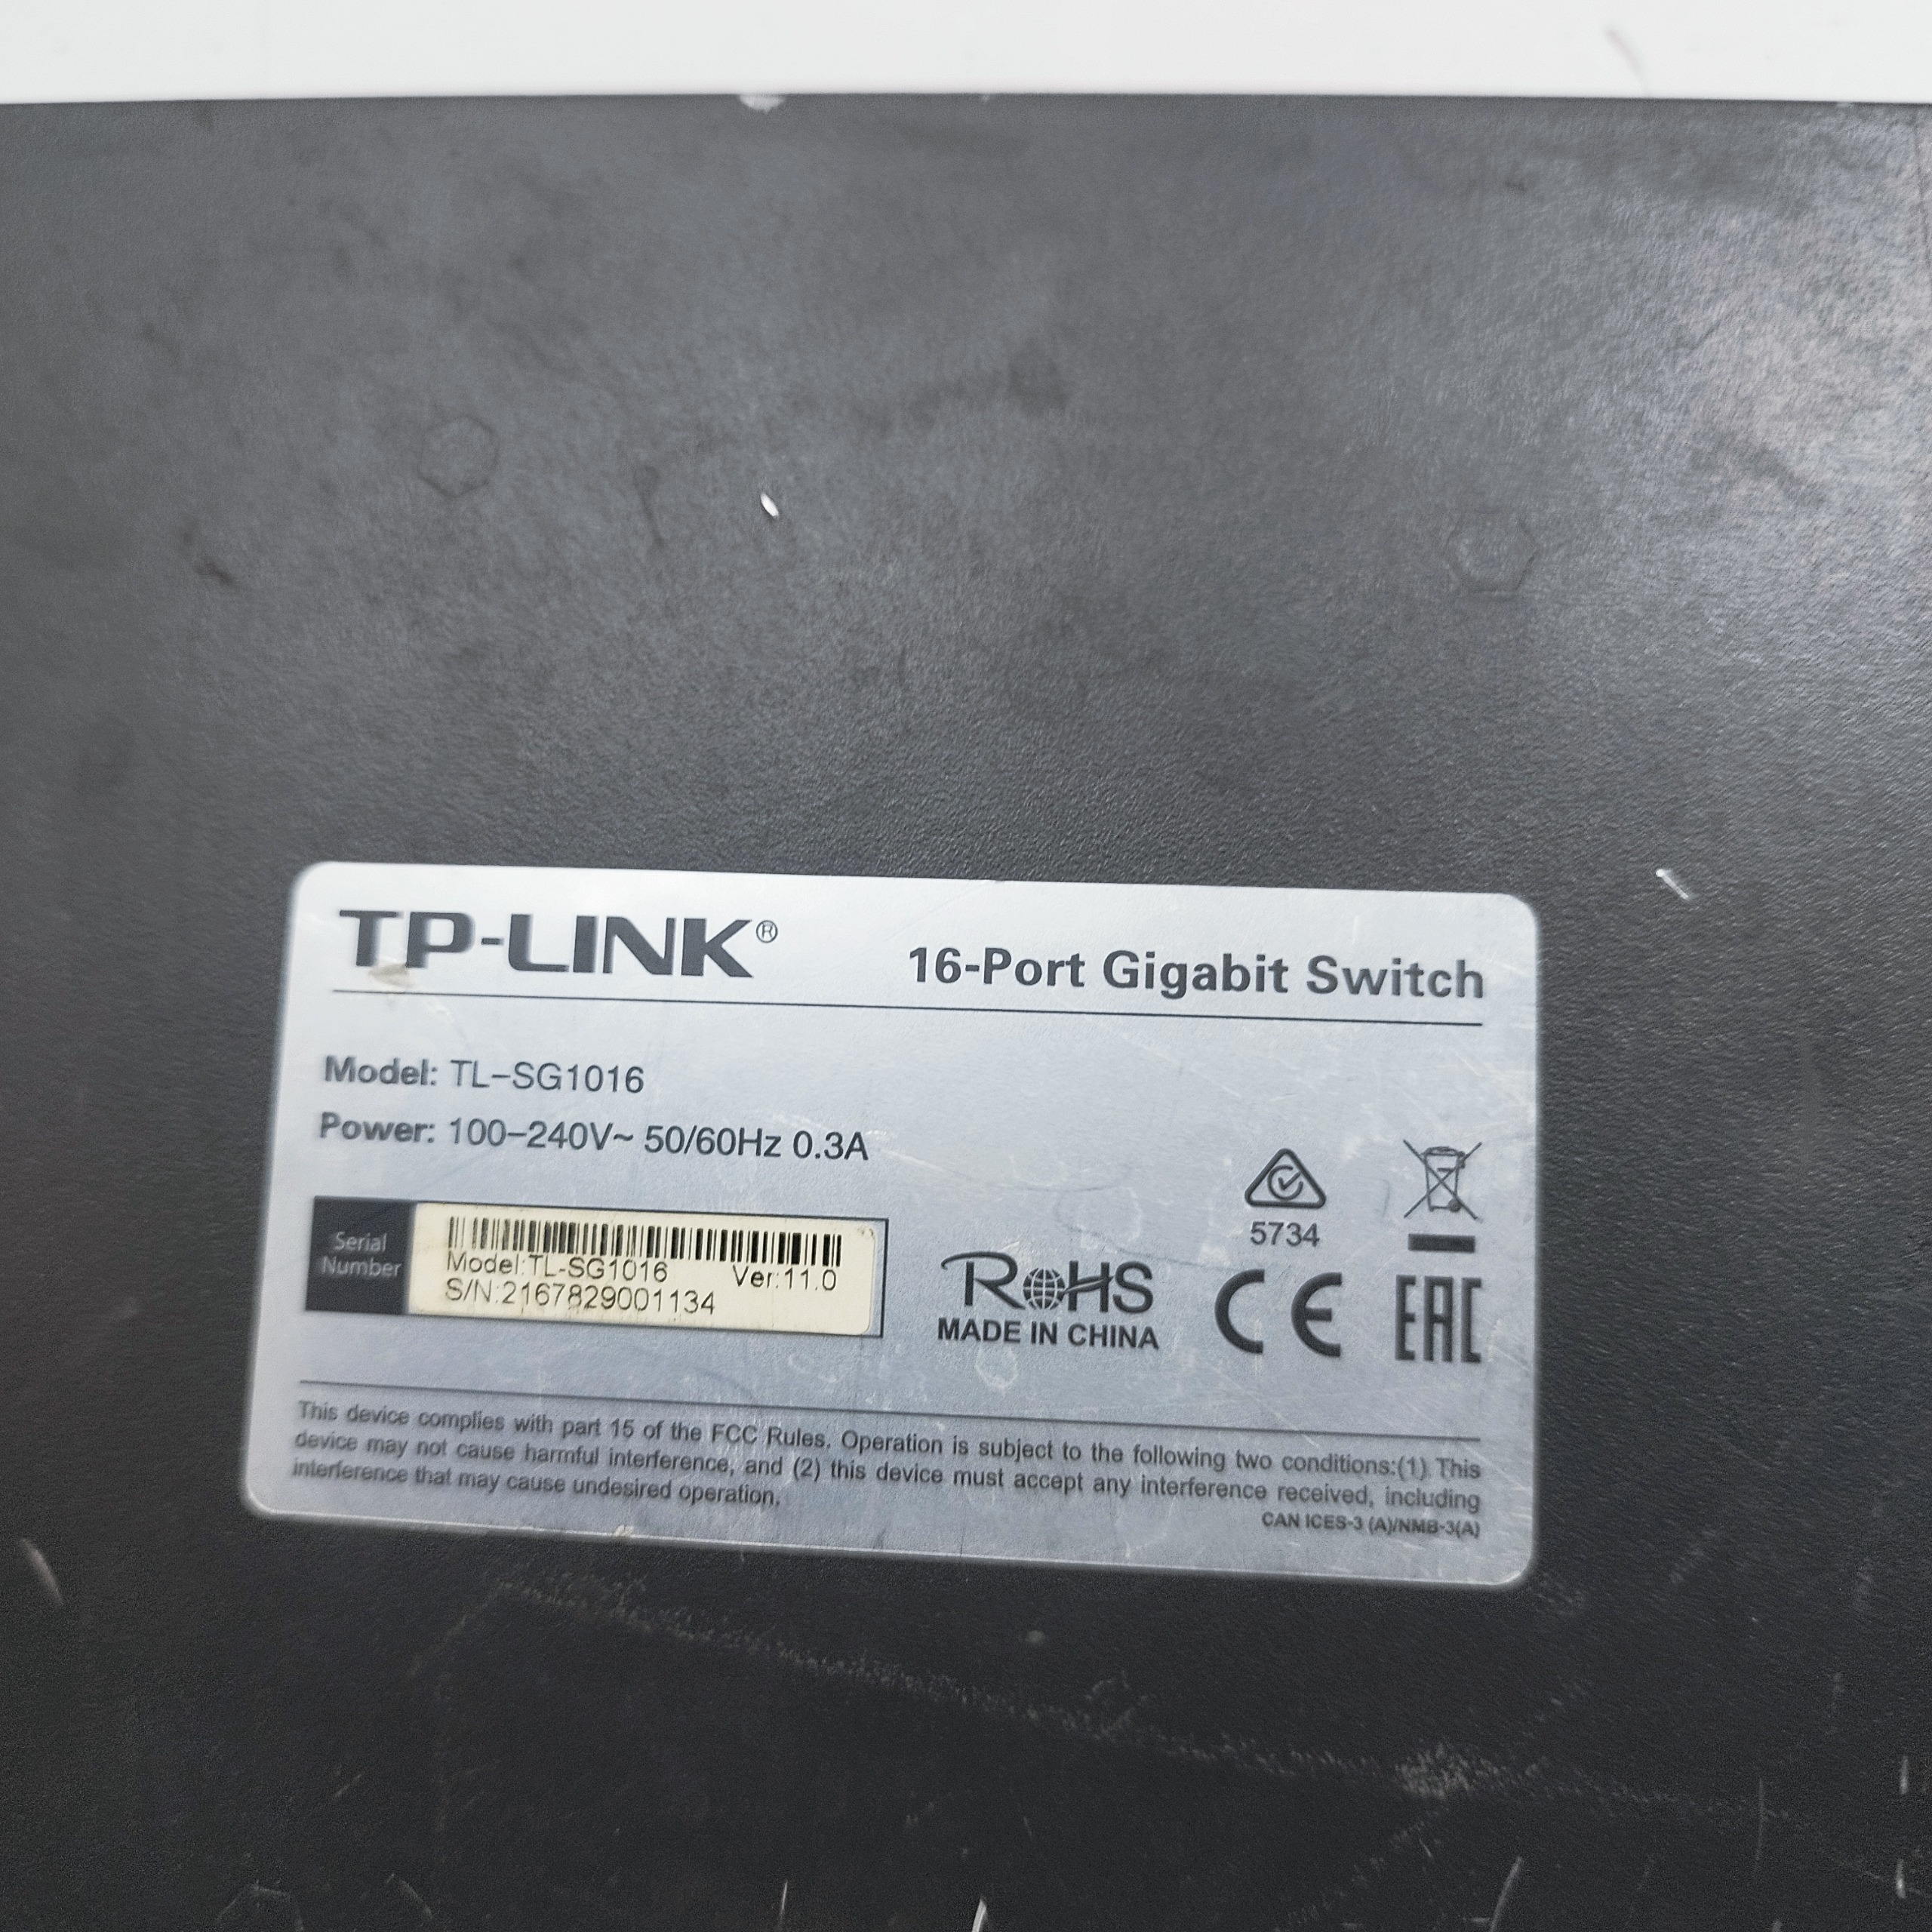 TP-LINK®
16-Port Gigabit Switch
Model: TL-SG1016
Power: 100-240V~ 50/60Hz 0.3A
Serial
Number
Model:TL-SG1016 Ver:11.0
S/N:2167829001134
RoHS
MADE IN CHINA
5734
CE
EAC
This device complies with part 15 of the FCC Rules. Operation is subject to the following two conditions:(1) This
device may not cause harmful interference, and (2) this device must accept any interference received, including
interference that may cause undesired operation.
CAN ICES-3 (A)/NMB-3(A)